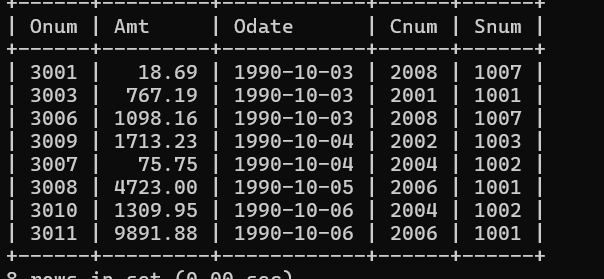 +------+---------+------------+------+------+
| Onum | Amt     | Odate      | Cnum | Snum |
+------+---------+------------+------+------+
| 3001 |   18.69 | 1990-10-03 | 2008 | 1007 |
| 3003 |  767.19 | 1990-10-03 | 2001 | 1001 |
| 3006 | 1098.16 | 1990-10-03 | 2008 | 1007 |
| 3009 | 1713.23 | 1990-10-04 | 2002 | 1003 |
| 3007 |   75.75 | 1990-10-04 | 2004 | 1002 |
| 3008 | 4723.00 | 1990-10-05 | 2006 | 1001 |
| 3010 | 1309.95 | 1990-10-06 | 2004 | 1002 |
| 3011 | 9891.88 | 1990-10-06 | 2006 | 1001 |
+------+---------+------------+------+------+
8 rows in set (0.00 sec)